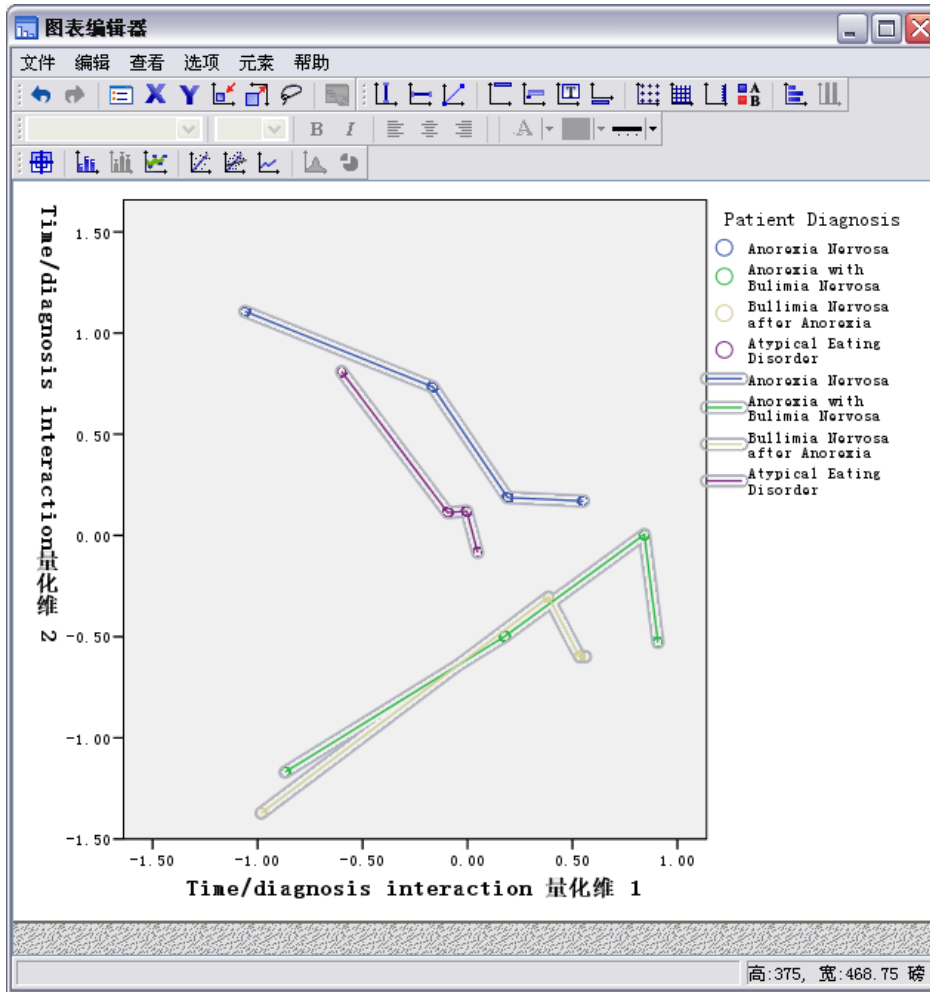 图表编辑器
文件 编辑 查看 选项 元素 帮助
Time/diagnosis interaction量化维 2
1.50
1.00
0.50
0.00
-0.50
-1.00
-1.50
-1.50 -1.00 -0.50 0.00 0.50 1.00
Time/diagnosis interaction 量化维 1
Patient Diagnosis
Anorexia Nervosa
Anorexia with
Bulimia Nervosa
Bullimia Nervosa
after Anorexia
Atypical Eating
Disorder
Anorexia Nervosa
Anorexia with
Bulimia Nervosa
Bullimia Nervosa
after Anorexia
Atypical Eating
Disorder
高:375, 宽:468.75 磅